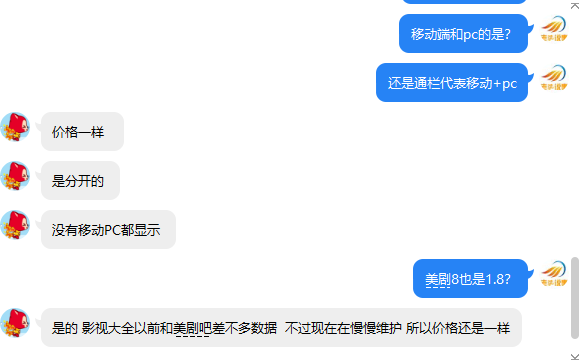 移动端和pc的是？
还是通栏代表移动+pc
价格一样
是分开的
没有移动PC都显示
美剧8也是1.8？
是的 影视大全以前和美剧吧差不多数据  不过现在在慢慢维护 所以价格还是一样